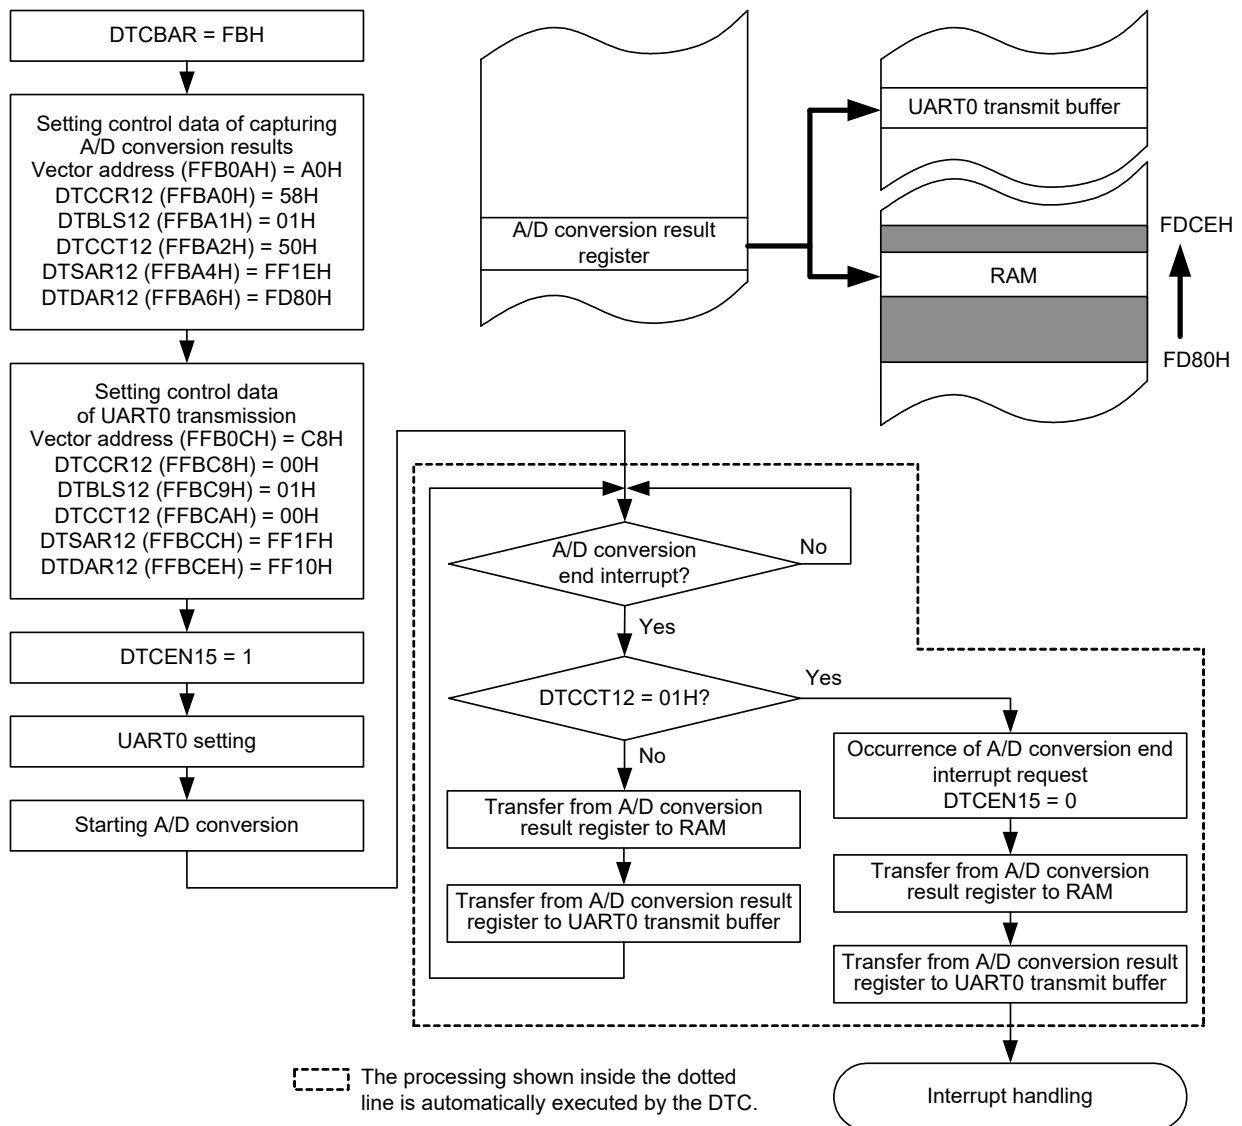 DTCBAR = FBH
Setting control data of capturing
A/D conversion results
Vector address (FFB0AH) = A0H
DTCCR12 (FFBA0H) = 58H
DTBLS12 (FFBA1H) = 01H
DTCCT12 (FFBA2H) = 50H
DTSAR12 (FFBA4H) = FF1EH
DTDAR12 (FFBA6H) = FD80H
Setting control data
of UART0 transmission
Vector address (FFB0CH) = C8H
DTCCR12 (FFBC8H) = 00H
DTBLS12 (FFBC9H) = 01H
DTCCT12 (FFBCAH) = 00H
DTSAR12 (FFBCCH) = FF1FH
DTDAR12 (FFBCEH) = FF10H
DTCEN15 = 1
UART0 setting
Starting A/D conversion
A/D conversion result
register
UART0 transmit buffer
FDCEH
RAM
FD80H
A/D conversion
end interrupt?
No
Yes
DTCCT12 = 01H?
Yes
No
Transfer from A/D conversion
result register to RAM
Transfer from A/D conversion result
register to UART0 transmit buffer
Occurrence of A/D conversion end
interrupt request
DTCEN15 = 0
Transfer from A/D conversion
result register to RAM
Transfer from A/D conversion result
register to UART0 transmit buffer
Interrupt handling
The processing shown inside the dotted
line is automatically executed by the DTC.